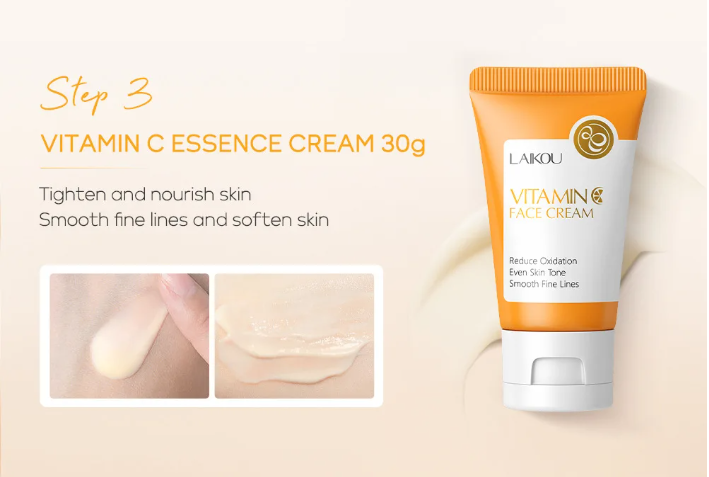 Step 3
VITAMIN C ESSENCE CREAM 30g
Tighten and nourish skin
Smooth fine lines and soften skin
LAIKOU
VITAMIN C
FACE CREAM
Reduce Oxidation
Even Skin Tone
Smooth Fine Lines